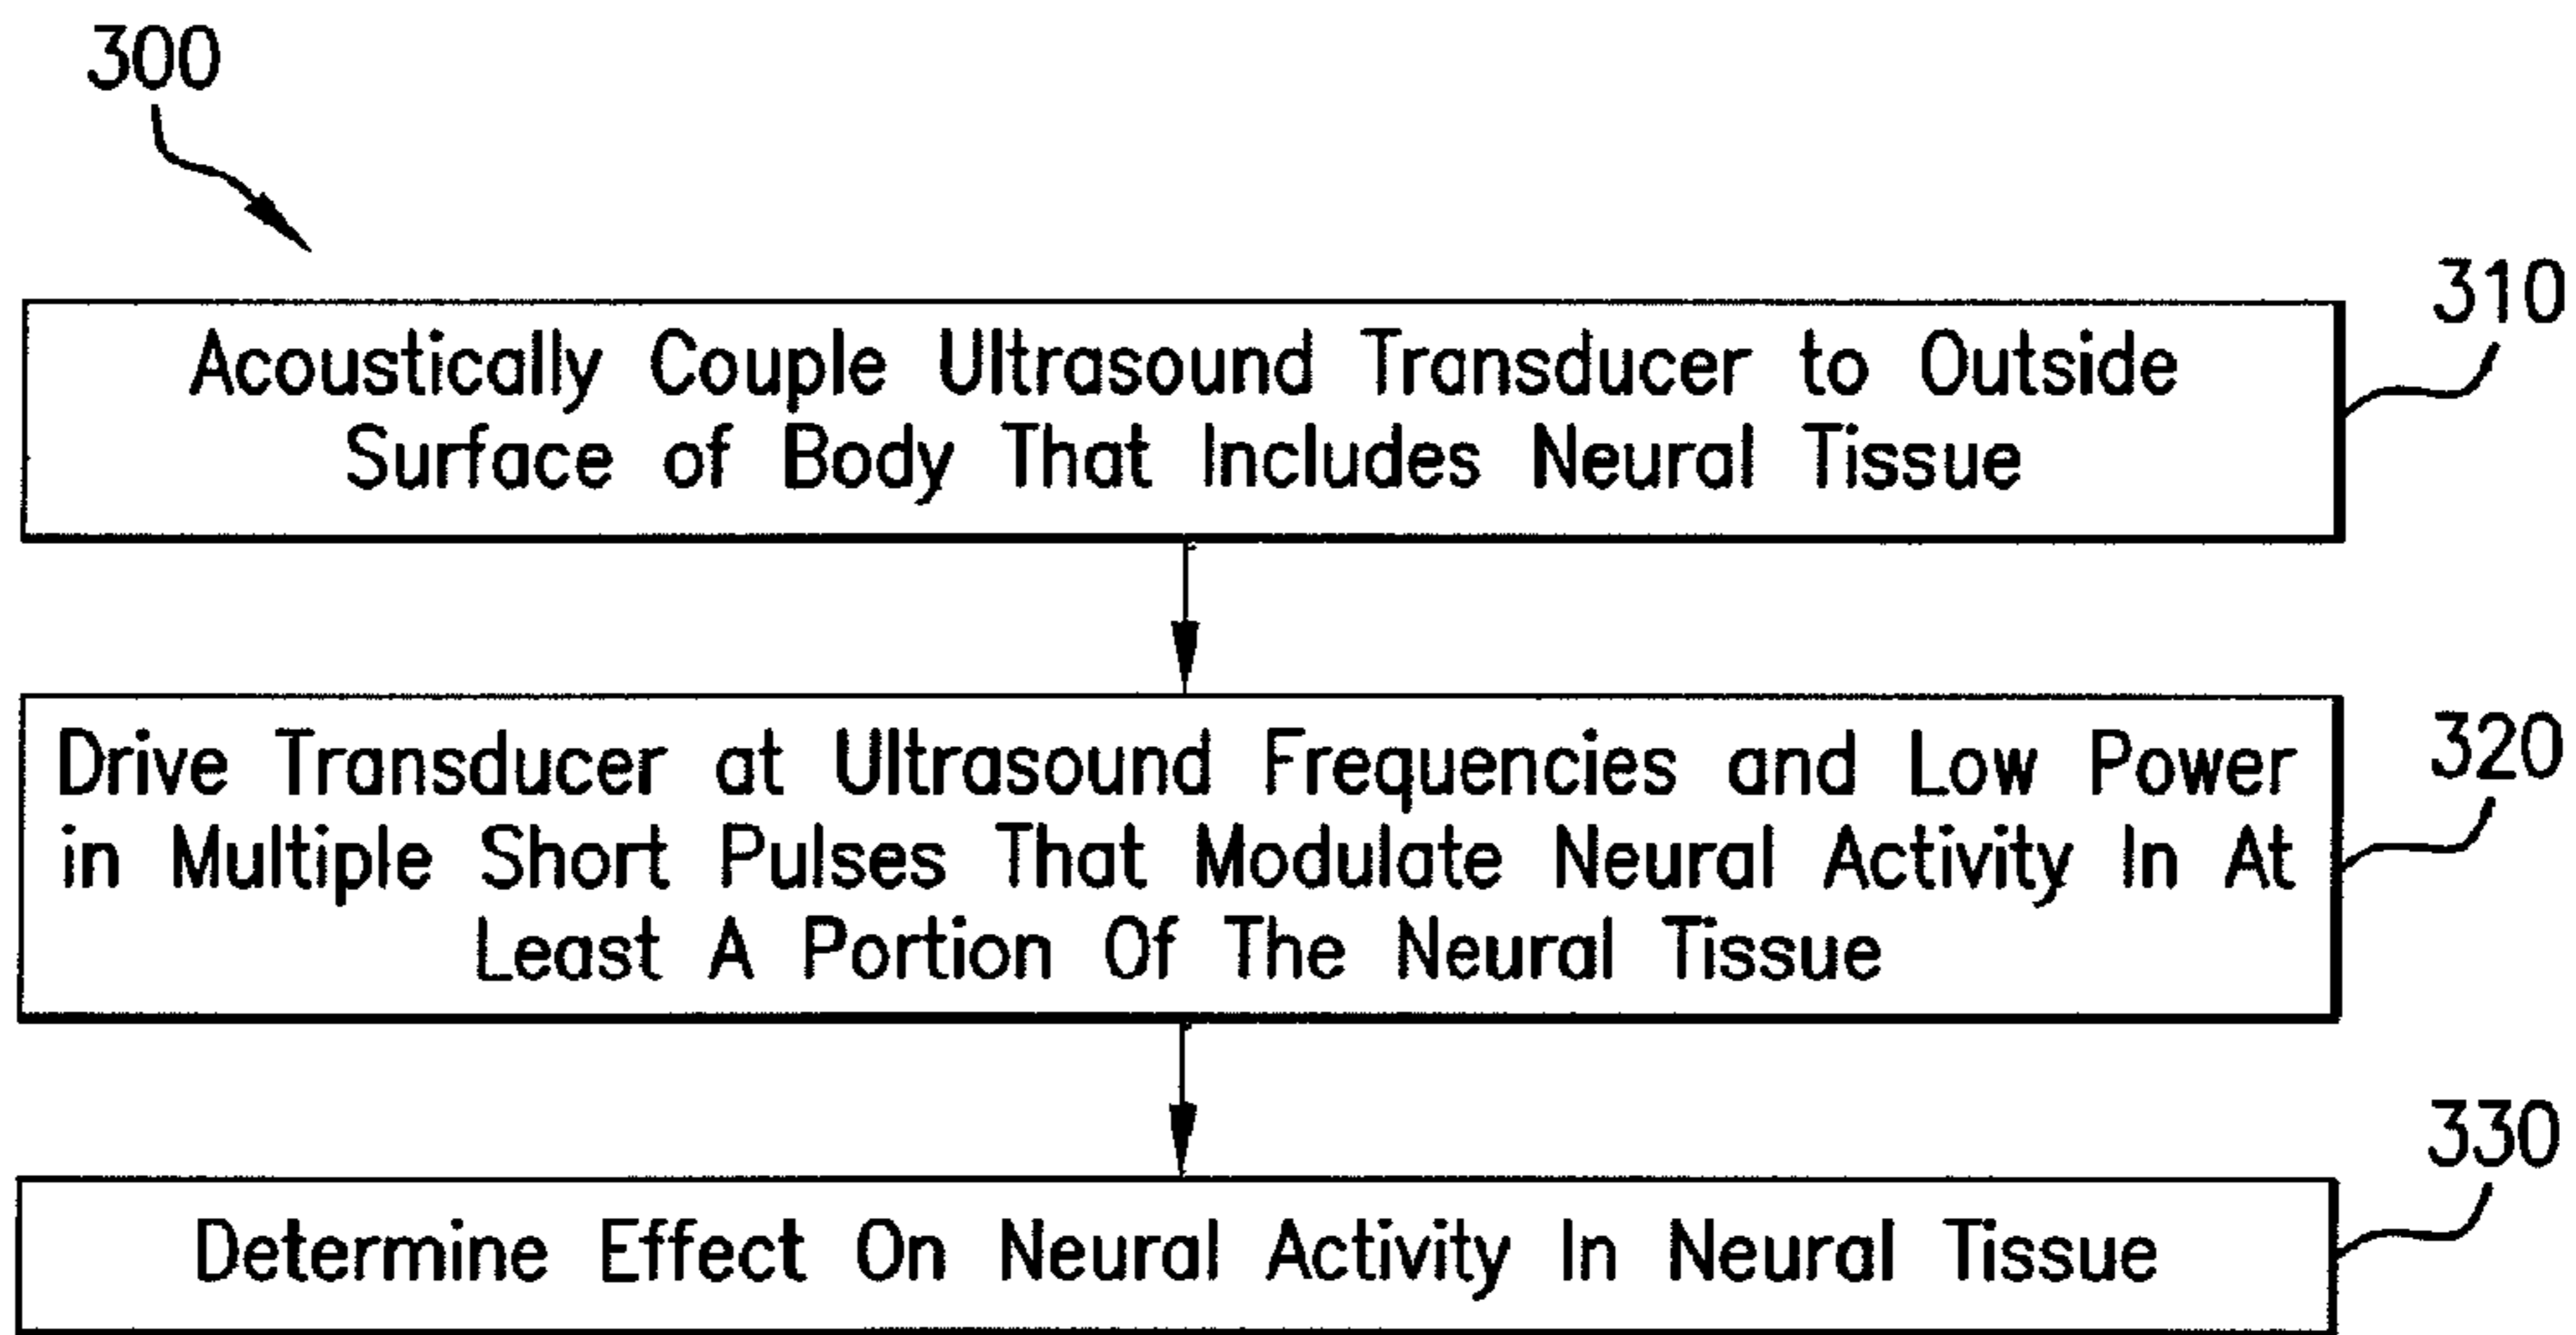 300
310
Acoustically Couple Ultrasound Transducer to Outside
Surface of Body That Includes Neural Tissue
320
Drive Transducer at Ultrasound Frequencies and Low Power
in Multiple Short Pulses That Modulate Neural Activity In At
Least A Portion Of The Neural Tissue
330
Determine Effect On Neural Activity In Neural Tissue